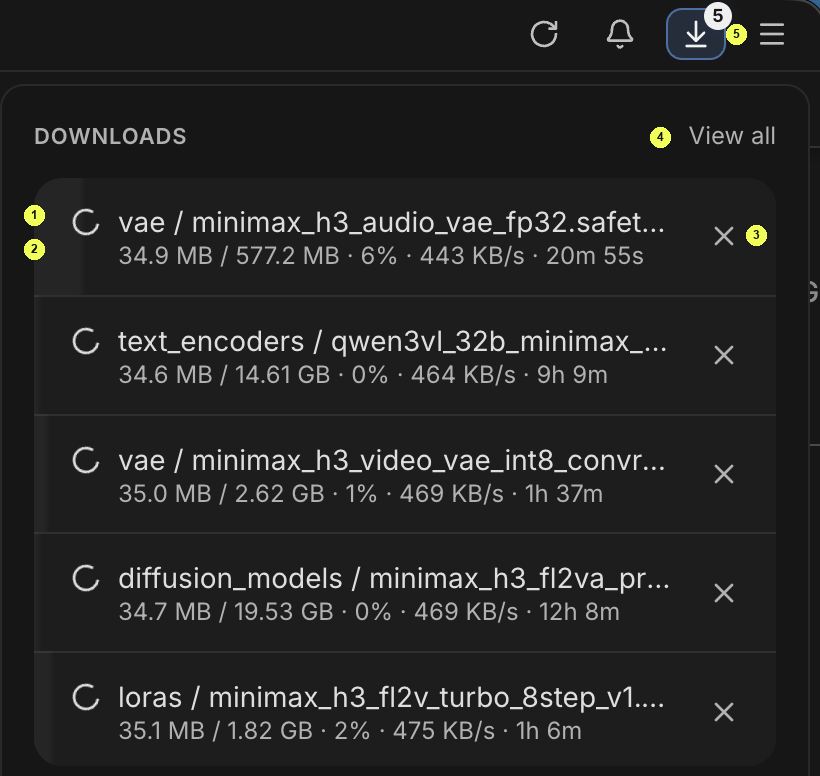 5
5
DOWNLOADS
4 View all
1 vae / minimax_h3_audio_vae_fp32.safet...
2 34.9 MB / 577.2 MB · 6% · 443 KB/s · 20m 55s
3
text_encoders / qwen3vl_32b_minimax_...
34.6 MB / 14.61 GB · 0% · 464 KB/s · 9h 9m
vae / minimax_h3_video_vae_int8_convr...
35.0 MB / 2.62 GB · 1% · 469 KB/s · 1h 37m
diffusion_models / minimax_h3_fl2va_pr...
34.7 MB / 19.53 GB · 0% · 469 KB/s · 12h 8m
loras / minimax_h3_fl2v_turbo_8step_v1....
35.1 MB / 1.82 GB · 2% · 475 KB/s · 1h 6m